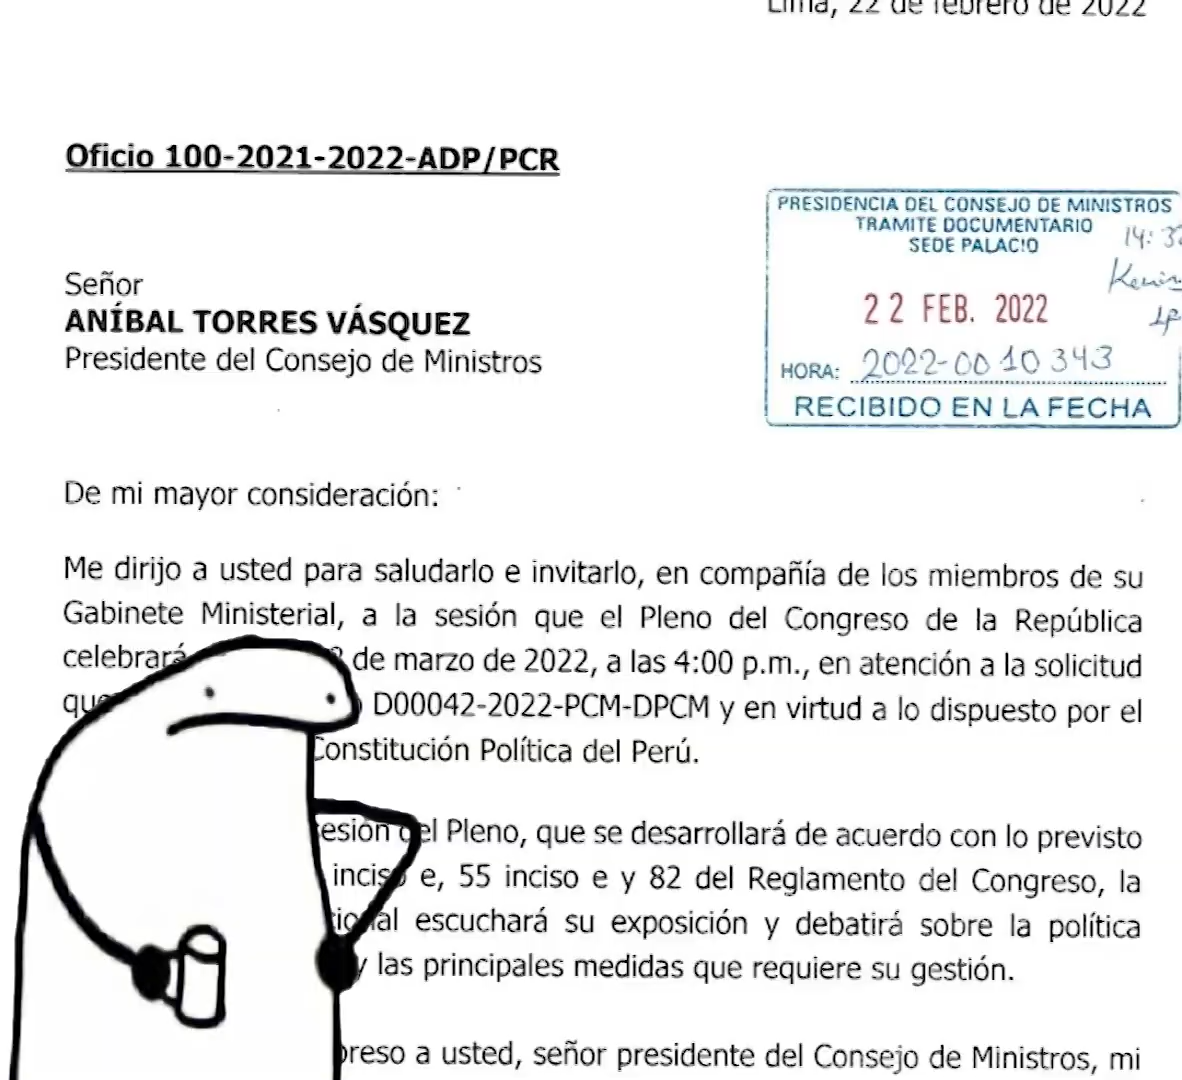 Lima, 22 de febrero de 2022
Oficio 100-2021-2022-ADP/PCR
PRESIDENCIA DEL CONSEJO DE MINISTROS
TRAMITE DOCUMENTARIO
SEDE PALACIO
14:
22 FEB. 2022
HORA: 2022-0010343
RECIBIDO EN LA FECHA
Señor
ANÍBAL TORRES VÁSQUEZ
Presidente del Consejo de Ministros
De mi mayor consideración:
Me dirijo a usted para saludarlo e invitarlo, en compañía de los miembros de su
Gabinete Ministerial, a la sesión que el Pleno del Congreso de la República
celebrará de marzo de 2022, a las 4:00 p.m., en atención a la solicitud
D00042-2022-PCM-DPCM y en virtud a lo dispuesto por el
Constitución Política del Perú.
esión del Pleno, que se desarrollará de acuerdo con lo previsto
inciso e, 55 inciso e y 82 del Reglamento del Congreso, la
escuchará su exposición y debatirá sobre la política
y las principales medidas que requiere su gestión.
preso a usted, señor presidente del Consejo de Ministros, mi